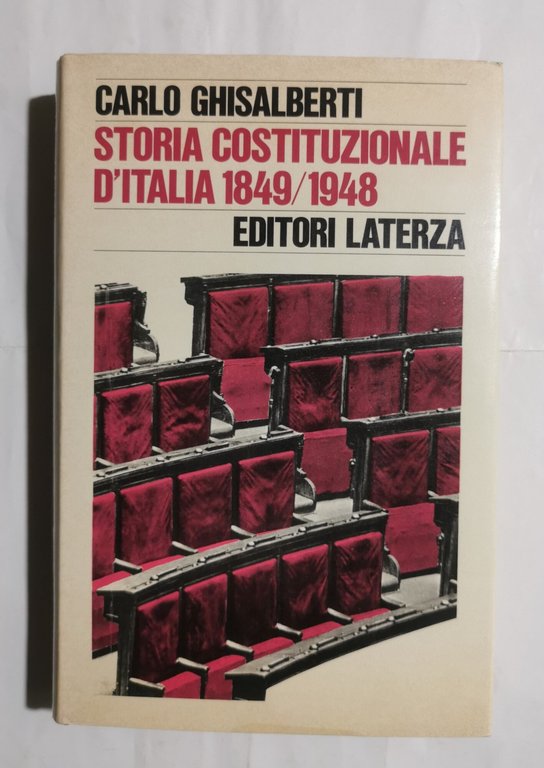 CARLO GHISALBERTI
STORIA COSTITUZIONALE
D'ITALIA 1849/1948
EDITORI LATERZA